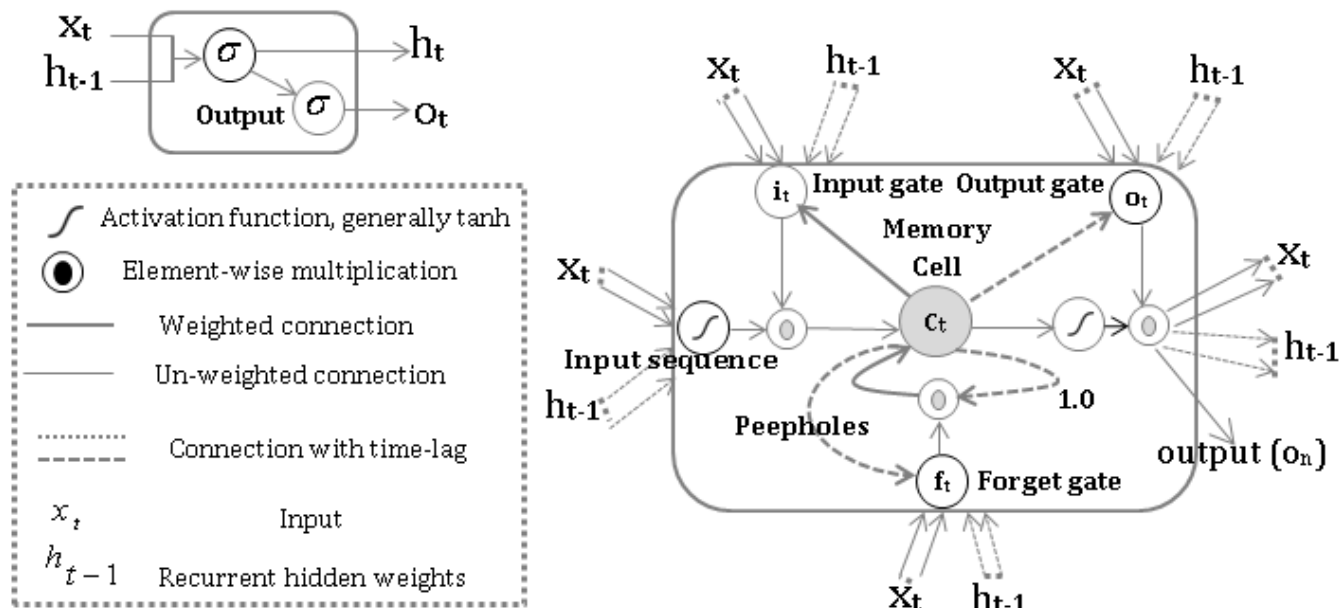 xt
ht-1
σ
Output
σ
ht
ot
Activation function, generally tanh
Element-wise multiplication
Weighted connection
Un-weighted connection
Connection with time-lag
xt Input
ht−1 Recurrent hidden weights
xt
ht-1
xt
ht-1
it
Input gate
Output gate
ot
Memory
Cell
xt
ct
xt
Input sequence
ht-1
ht-1
Peepholes
1.0
output (on)
ft
Forget gate
xt
ht-1